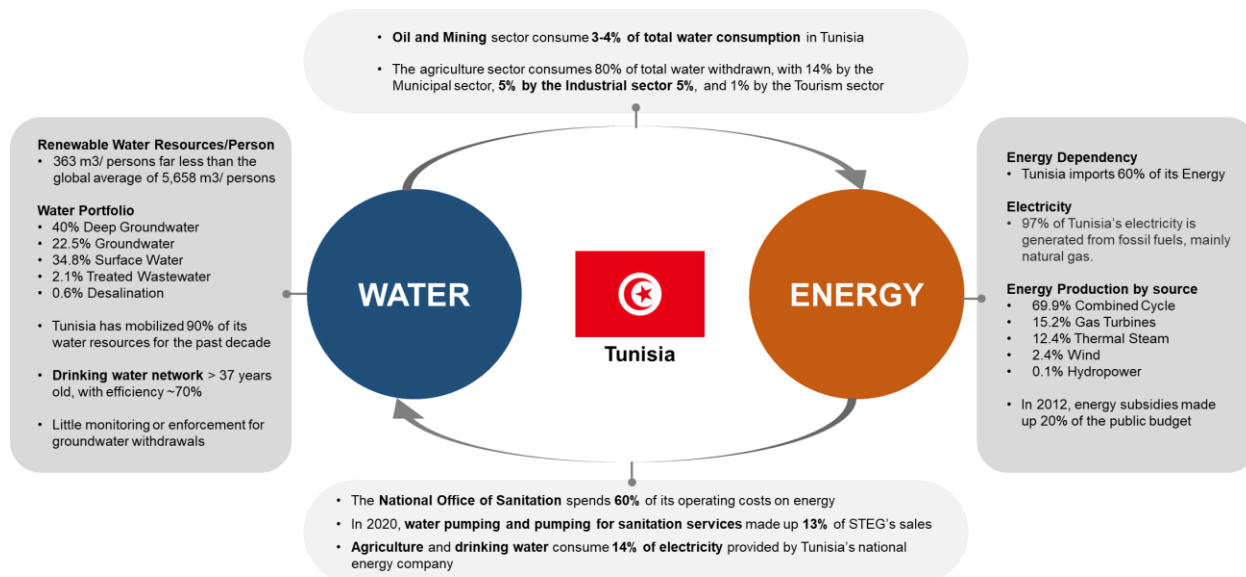 • Oil and Mining sector consume 3-4% of total water consumption in Tunisia
• The agriculture sector consumes 80% of total water withdrawn, with 14% by the
Municipal sector, 5% by the Industrial sector 5%, and 1% by the Tourism sector
Renewable Water Resources/Person
• 363 m3/ persons far less than the
global average of 5,658 m3/ persons
Water Portfolio
• 40% Deep Groundwater
• 22.5% Groundwater
• 34.8% Surface Water
• 2.1% Treated Wastewater
• 0.6% Desalination
• Tunisia has mobilized 90% of its
water resources for the past decade
• Drinking water network > 37 years
old, with efficiency ~70%
• Little monitoring or enforcement for
groundwater withdrawals
WATER
Tunisia
ENERGY
Energy Dependency
• Tunisia imports 60% of its Energy
Electricity
• 97% of Tunisia's electricity is
generated from fossil fuels, mainly
natural gas.
Energy Production by source
• 69.9% Combined Cycle
• 15.2% Gas Turbines
• 12.4% Thermal Steam
• 2.4% Wind
• 0.1% Hydropower
• In 2012, energy subsidies made
up 20% of the public budget
• The National Office of Sanitation spends 60% of its operating costs on energy
• In 2020, water pumping and pumping for sanitation services made up 13% of STEG's sales
• Agriculture and drinking water consume 14% of electricity provided by Tunisia's national
energy company